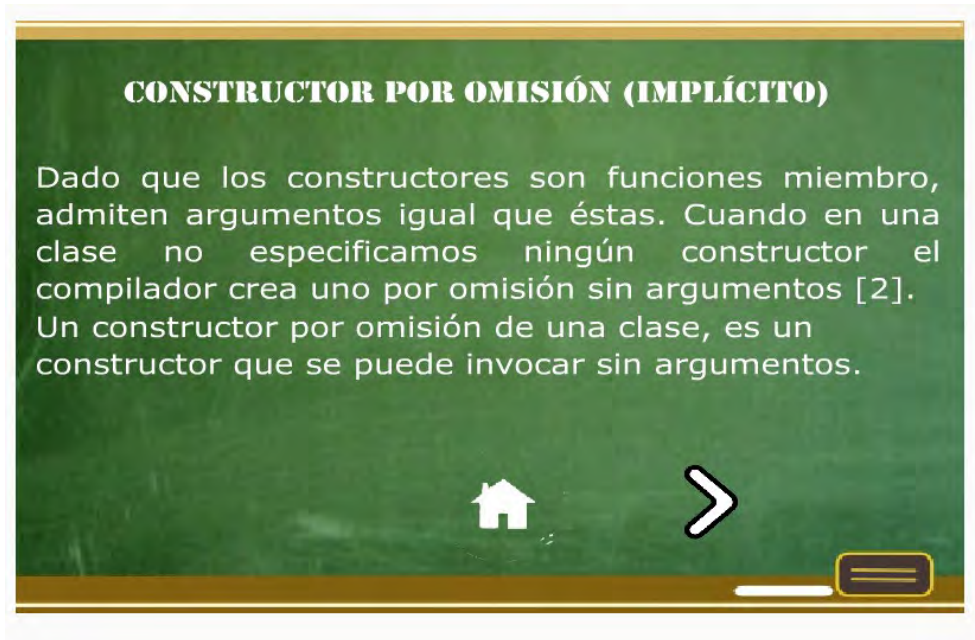 CONSTRUCTOR POR OMISIÓN (IMPLÍCITO)
Dado que los constructores son funciones miembro,
admiten argumentos igual que éstas. Cuando en una
clase no especificamos ningún constructor el
compilador crea uno por omisión sin argumentos [2].
Un constructor por omisión de una clase, es un
constructor que se puede invocar sin argumentos.